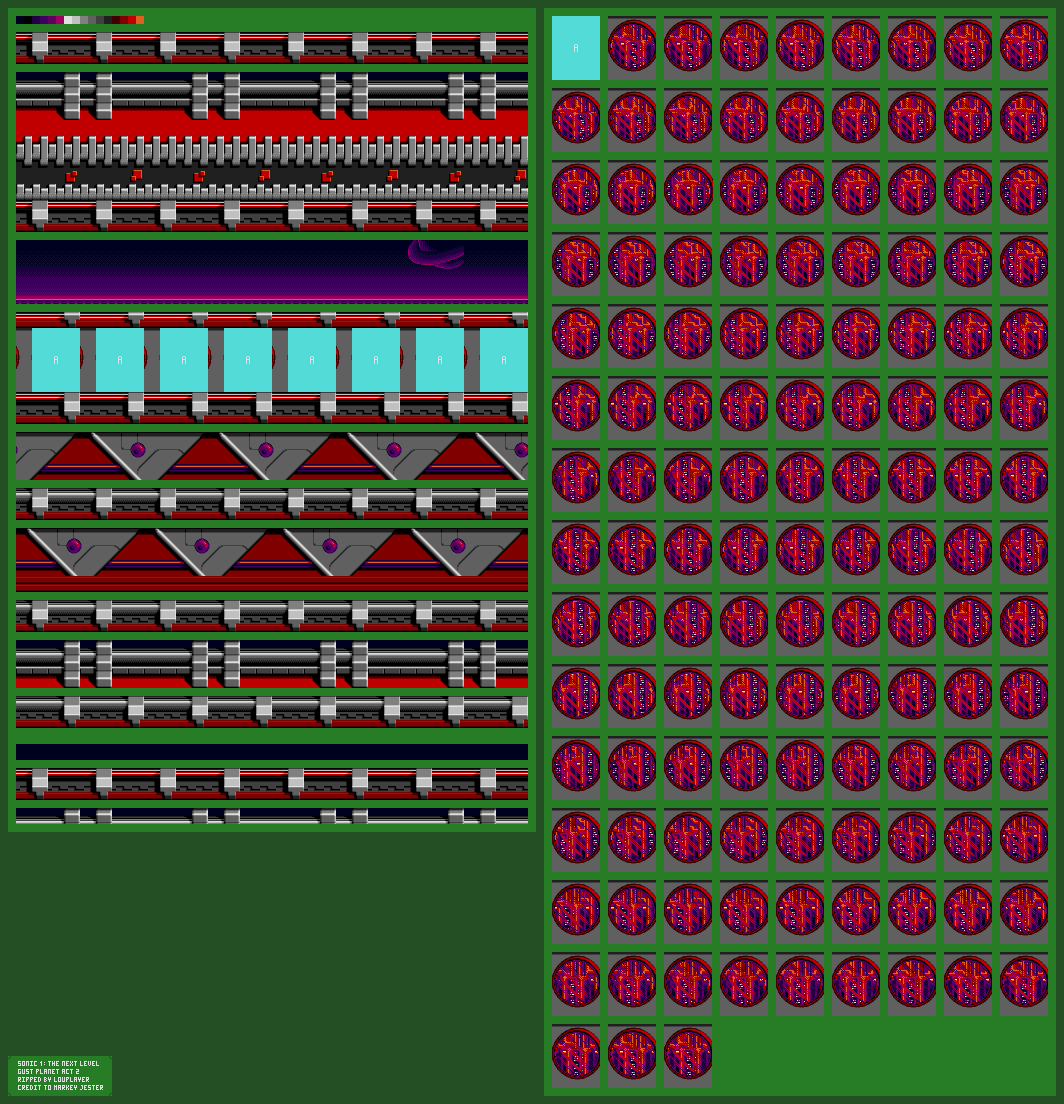 A
A
A
A
A
A
A
A
A
SONIC 1: THE NEXT LEVEL
GUST PLANET ACT 2
RIPPED BY LOUPLAYER
CREDIT TO MARKEY JESTER